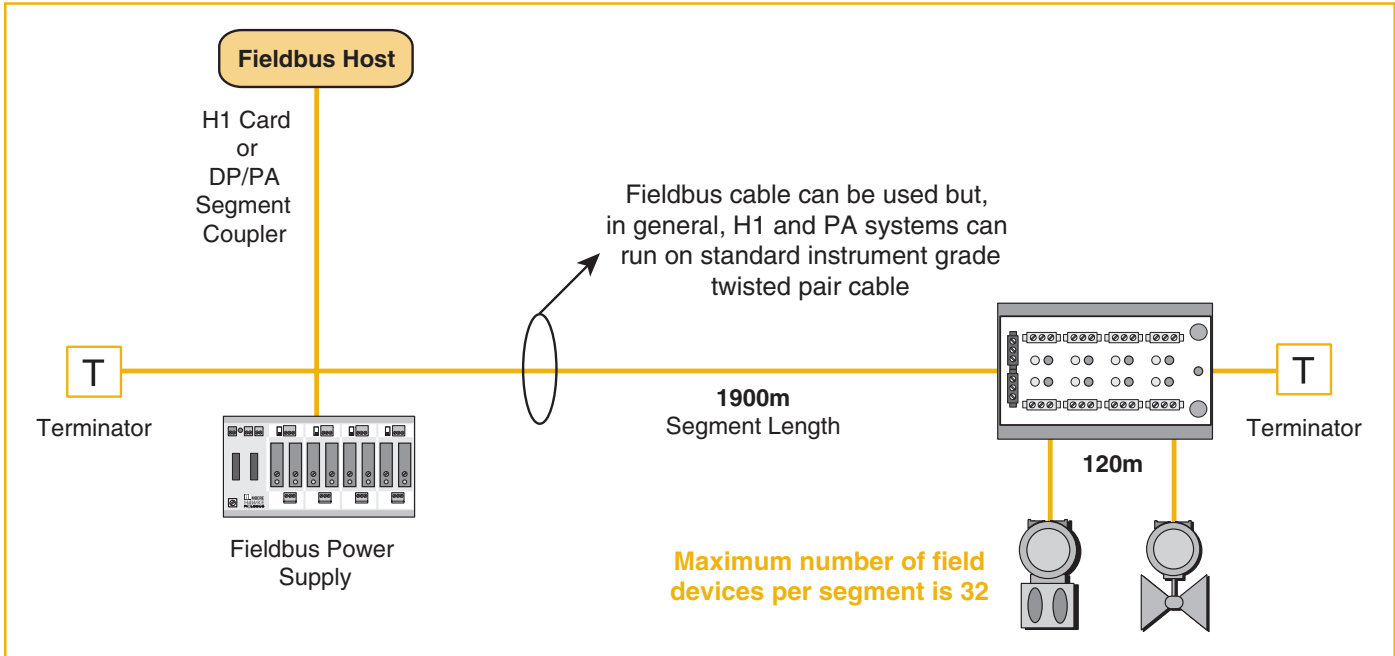 Fieldbus Host
H1 Card
or
DP/PA
Segment
Coupler
Fieldbus cable can be used but,
in general, H1 and PA systems can
run on standard instrument grade
twisted pair cable
T
Terminator
1900m
Segment Length
T
Terminator
120m
MOORE
Fieldbus Power
Supply
Maximum number of field
devices per segment is 32